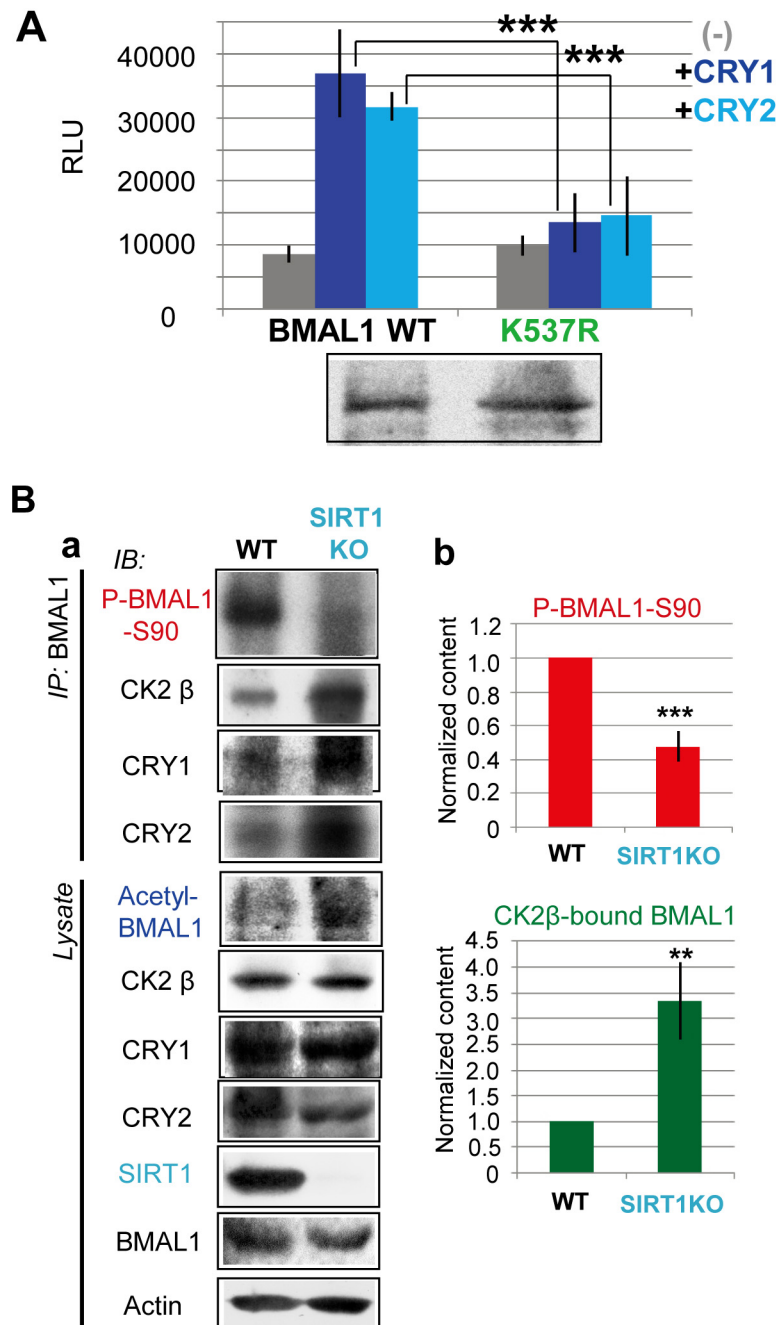 A
RLU
40000
30000
20000
10000
0
***
***
(-)
+CRY1
+CRY2
BMAL1 WT
K537R
B
a
IB:
WT
SIRT1
KO
IP: BMAL1
P-BMAL1
-S90
CK2 β
CRY1
CRY2
Lysate
Acetyl-
BMAL1
CK2 β
CRY1
CRY2
SIRT1
BMAL1
Actin
b
P-BMAL1-S90
Normalized content
1.2
1.0
0.8
0.6
0.4
0.2
0
***
WT
SIRT1KO
CK2β-bound BMAL1
Normalized content
4.5
4.0
3.5
3.0
2.5
2.0
1.5
1.0
0.5
0
**
WT
SIRT1KO